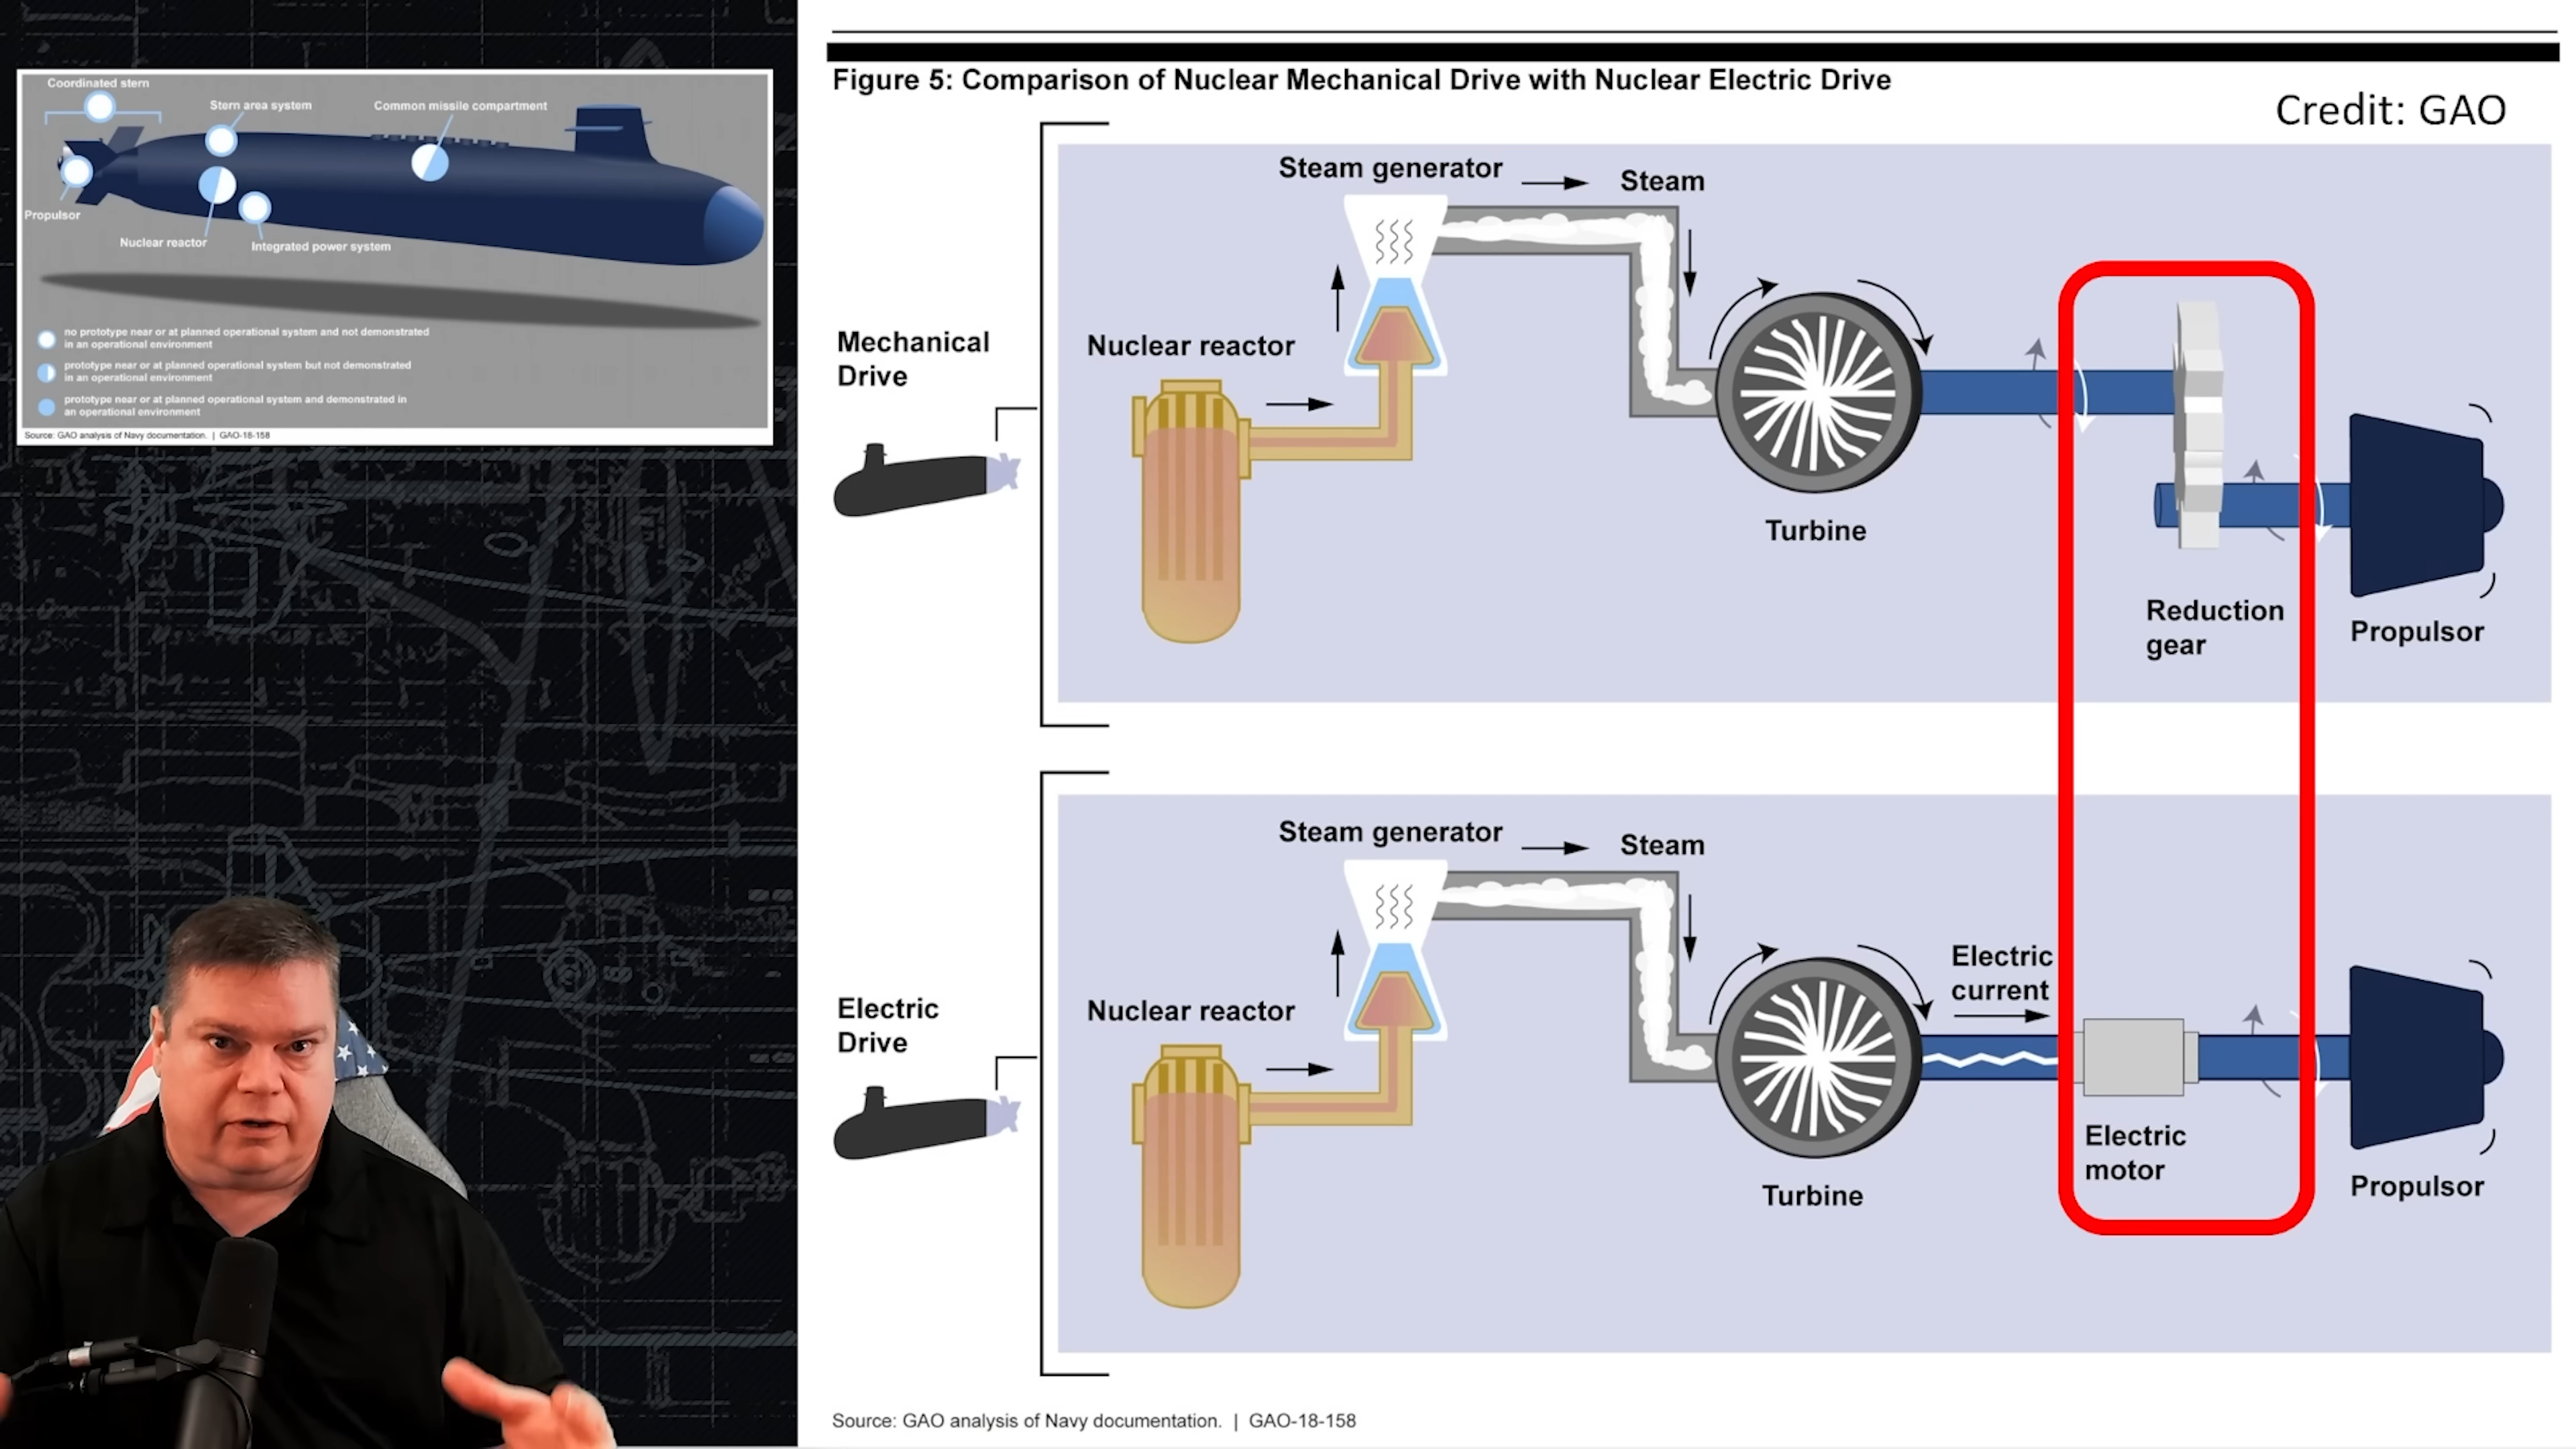 Coordinated stern
Stern area system
Common missile compartment
Propulsor
Nuclear reactor
Integrated power system
no prototype near or at planned operational system and not demonstrated
in an operational environment
prototype near or at planned operational system but not demonstrated
in an operational environment
prototype near or at planned operational system and demonstrated in
an operational environment
Source: GAO analysis of Navy documentation. | GAO-18-158
Figure 5: Comparison of Nuclear Mechanical Drive with Nuclear Electric Drive
Credit: GAO
Mechanical
Drive
Steam generator
Steam
Nuclear reactor
Turbine
Reduction
gear
Propulsor
Electric
Drive
Steam generator
Steam
Nuclear reactor
Turbine
Electric
current
Electric
motor
Propulsor
Source: GAO analysis of Navy documentation. | GAO-18-158